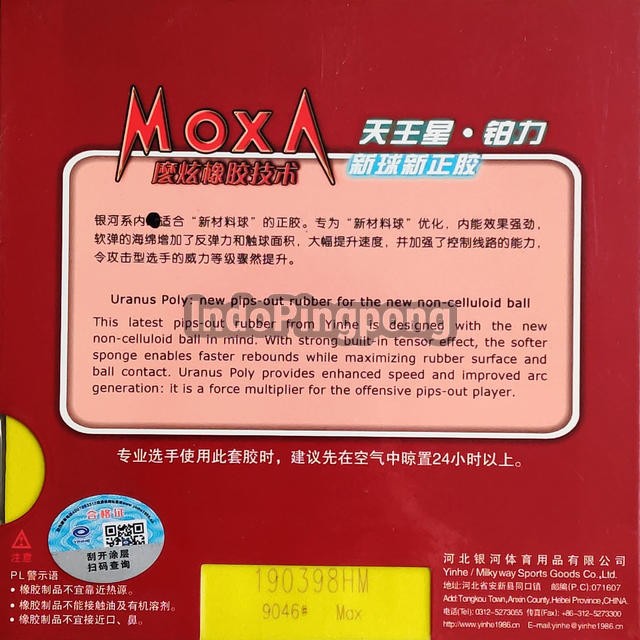 MOXA
天王星·铂力
新球新正胶
魔炫橡胶技术
银河系内 适合“新材料球”的正胶。专为“新材料球”优化，内能效果强劲，
软弹的海绵增加了反弹力和触球面积，大幅提升速度，并加强了控制线路的能力，
令攻击型选手的威力等级骤然提升。
Uranus Poly: new pips-out rubber for the new non-celluloid ball
IndoPingpong
This latest pips-out rubber from Yinhe is designed with the new
non-celluloid ball in mind. With strong built-in tensor effect, the softer
sponge enables faster rebounds while maximizing rubber surface and
ball contact. Uranus Poly provides enhanced speed and improved arc
generation: it is a force multiplier for the offensive pips-out player.
专业选手使用此套胶时，建议先在空气中晾置24小时以上。
合格证
刮开涂层
扫码查询
注意
PL警示语
• 橡胶制品不宜靠近热源。
• 橡胶制品不能接触油及有机溶剂。
• 橡胶制品不宜接近口、鼻。
190398HM
9046# Max
河北银河体育用品有限公司
Yinhe / Milkyway Sports Goods Co.,Ltd.
地址:河北省安新县同口镇 邮编(P.C):071607
Add:Tongkou Town,Anxin County,Hebei Province,CHINA.
电话(Tel): 0312-5273055 传真(Fax): +86-312-5273300
http://www.yinhe1986.cn E-mail:yinhe@yinhe1986.cn